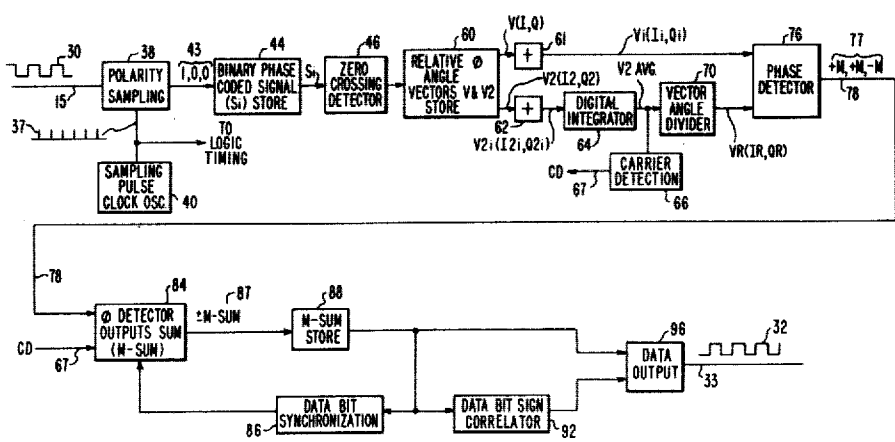 30
38
43
44
46
60
V(I,Q)
61
Vi(Ii,Qi)
76
77
POLARITY SAMPLING
1,0,0
BINARY PHASE CODED SIGNAL (Si) STORE
Si
ZERO CROSSING DETECTOR
RELATIVE Ø ANGLE VECTORS V & V2 STORE
+
V2(I2,Q2)
V2 AVG.
70
PHASE DETECTOR
+M,+M,-M
78
15
37
TO LOGIC TIMING
+
62
DIGITAL INTEGRATOR
64
VECTOR ANGLE DIVIDER
V2i(I2i,Q2i)
VR(IR,QR)
SAMPLING PULSE CLOCK OSC.
40
CD
67
CARRIER DETECTION
66
78
84
87
88
Ø DETECTOR OUTPUTS SUM (M-SUM)
±M-SUM
M-SUM STORE
CD
67
96
DATA OUTPUT
32
33
DATA BIT SYNCHRONIZATION
86
DATA BIT SIGN CORRELATOR
92